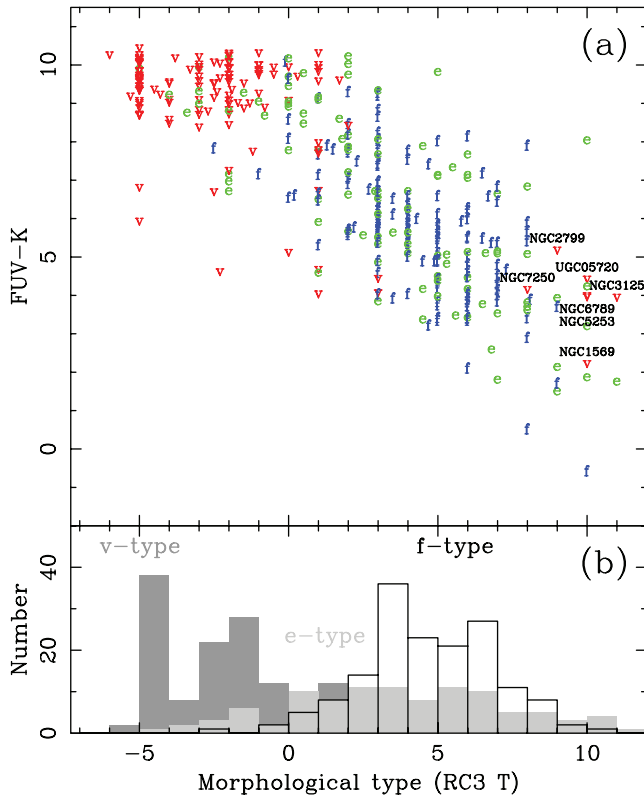 (a)
10
5
0
FUV-K
NGC2799
UGC05720
NGC7250
NGC3125
NGC6789
NGC5253
NGC1569
(b)
v-type
f-type
e-type
40
20
0
Number
-5
0
5
10
Morphological type (RC3 T)